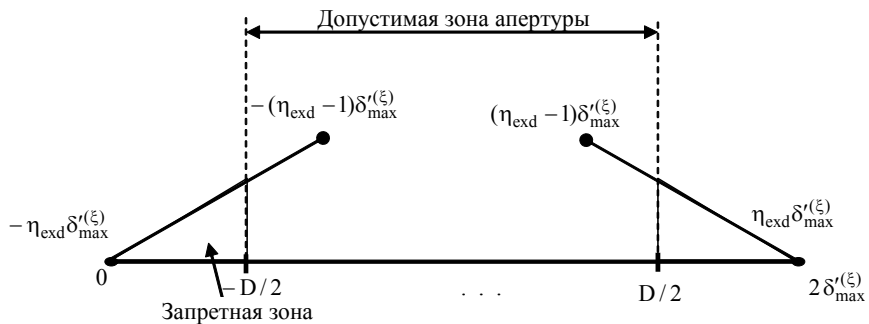 Допустимая зона апертуры
−(η_exd −1)δ′_max^(ξ) (η_exd −1)δ′_max^(ξ)
−η_exd δ′_max^(ξ) η_exd δ′_max^(ξ)
0 −D/2 . . . D/2 2δ′_max^(ξ)
Запретная зона